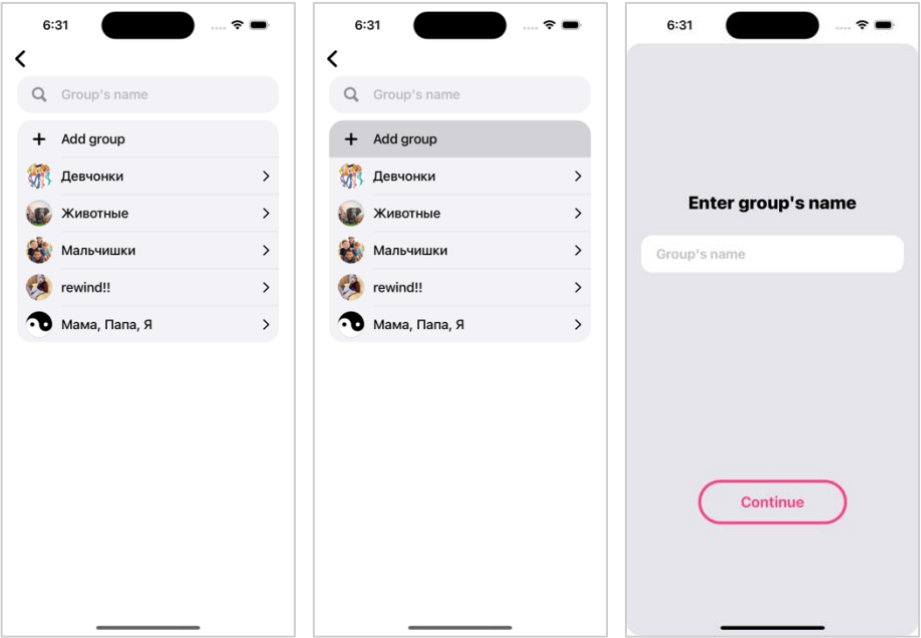 6:31
Group's name
Add group
Девчонки
Животные
Мальчишки
rewind!!
Мама, Папа, Я
6:31
Group's name
Add group
Девчонки
Животные
Мальчишки
rewind!!
Мама, Папа, Я
6:31
Enter group's name
Group's name
Continue